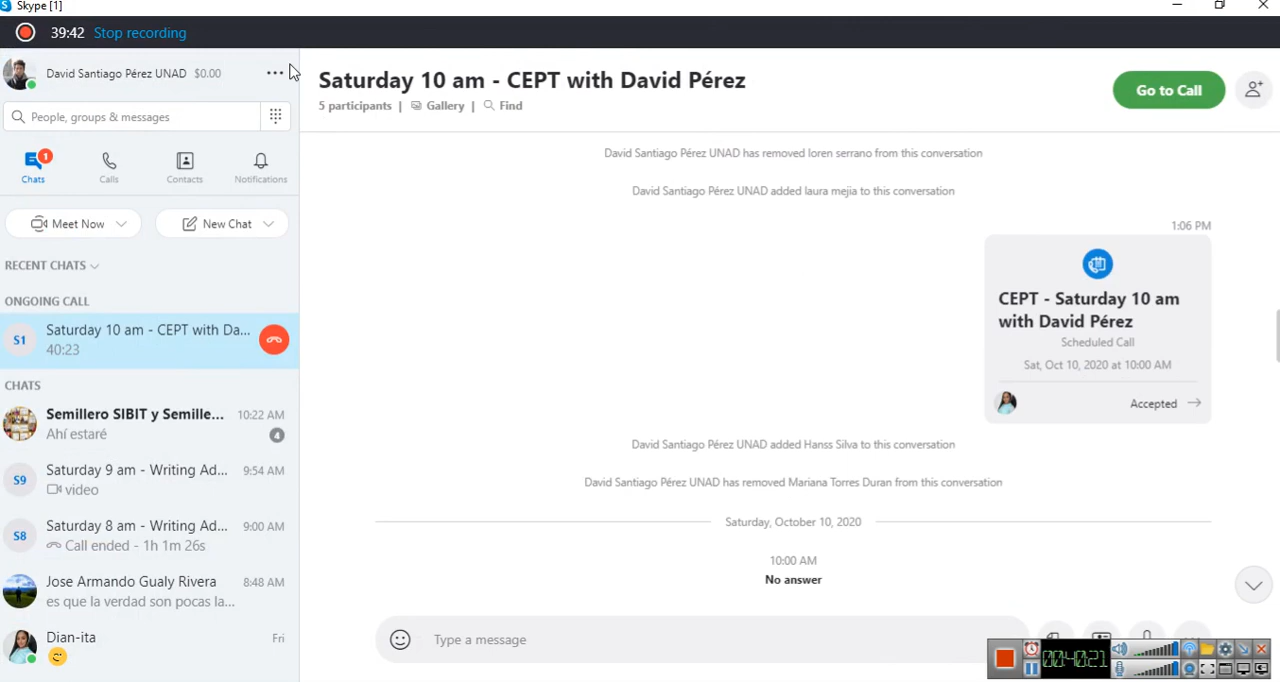 Skype [1]
39:42 Stop recording
David Santiago Pérez UNAD $0.00
People, groups & messages
Chats 1
Calls
Contacts
Notifications
Meet Now
New Chat
RECENT CHATS
ONGOING CALL
S1
Saturday 10 am - CEPT with Da...
40:23
CHATS
Semillero SIBIT y Semille... 10:22 AM
Ahí estaré 4
S9
Saturday 9 am - Writing Ad... 9:54 AM
video
S8
Saturday 8 am - Writing Ad... 9:00 AM
Call ended - 1h 1m 26s
Jose Armando Gualy Rivera 8:48 AM
es que la verdad son pocas la...
Dian-ita Fri
Saturday 10 am - CEPT with David Pérez
5 participants | Gallery | Find
Go to Call
David Santiago Pérez UNAD has removed loren serrano from this conversation
David Santiago Pérez UNAD added laura mejia to this conversation
1:06 PM
CEPT - Saturday 10 am
with David Pérez
Scheduled Call
Sat, Oct 10, 2020 at 10:00 AM
Accepted
David Santiago Pérez UNAD added Hanss Silva to this conversation
David Santiago Pérez UNAD has removed Mariana Torres Duran from this conversation
Saturday, October 10, 2020
10:00 AM
No answer
Type a message
00:40:21